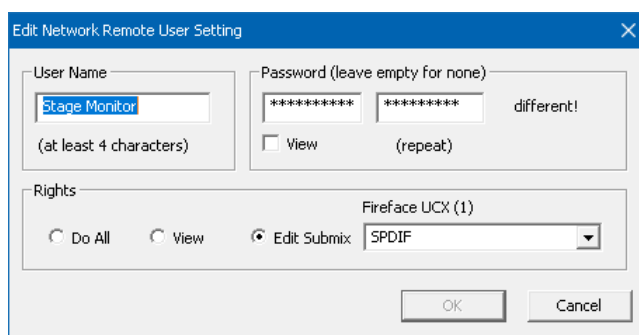 Edit Network Remote User Setting
User Name
Stage Monitor
(at least 4 characters)
Password (leave empty for none)
********** ********* different!
View (repeat)
Rights
Fireface UCX (1)
Do All View Edit Submix SPDIF
OK Cancel